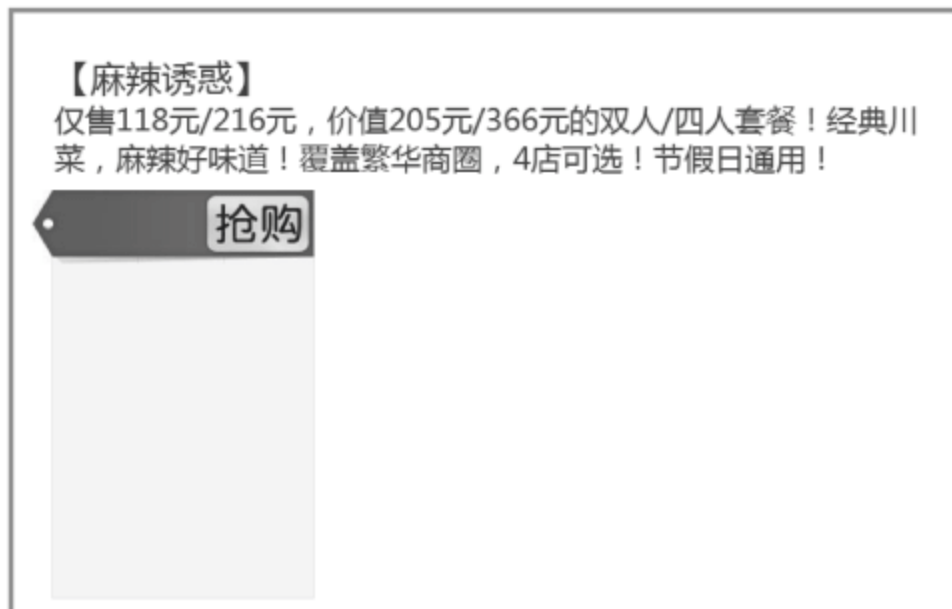 【麻辣诱惑】
仅售118元/216元，价值205元/366元的双人/四人套餐！经典川
菜，麻辣好味道！覆盖繁华商圈，4店可选！节假日通用！
抢购